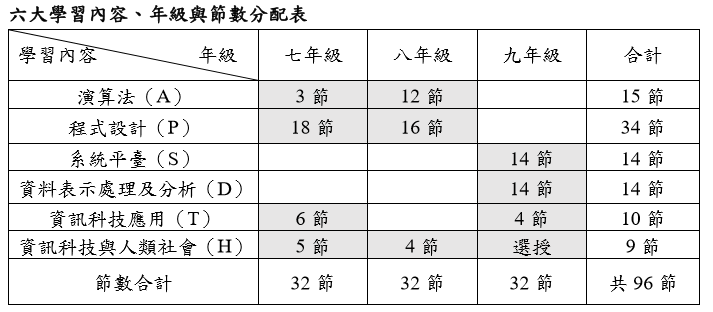 六大學習內容、年級與節數分配表
學習內容 年級 七年級 八年級 九年級 合計
演算法（A） 3 節 12 節 15 節
程式設計（P） 18 節 16 節 34 節
系統平臺（S） 14 節 14 節
資料表示處理及分析（D） 14 節 14 節
資訊科技應用（T） 6 節 4 節 10 節
資訊科技與人類社會（H） 5 節 4 節 選授 9 節
節數合計 32 節 32 節 32 節 共 96 節